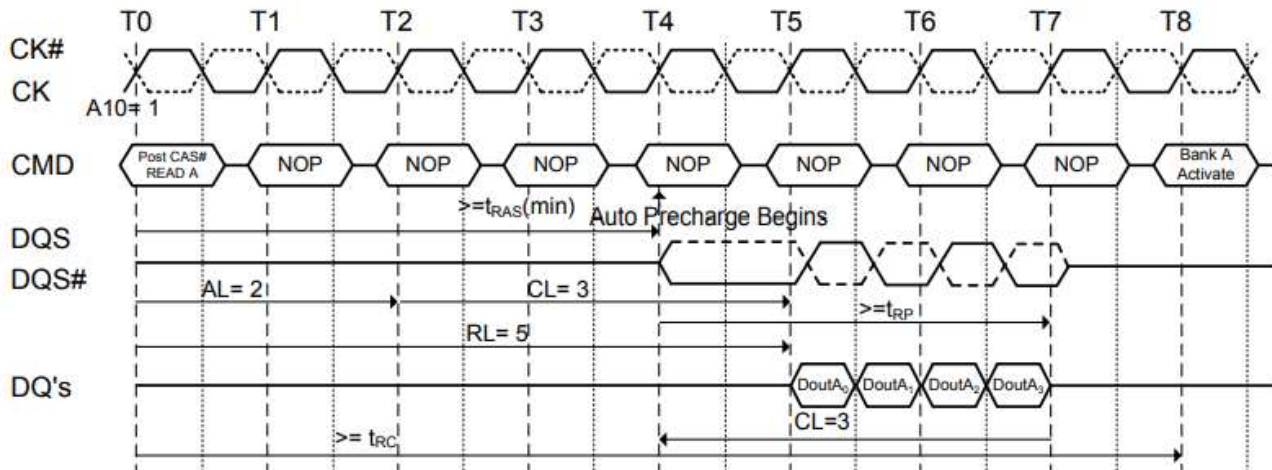 T0 T1 T2 T3 T4 T5 T6 T7 T8
CK#
CK
A10= 1
CMD Post CAS# READ A NOP NOP NOP NOP NOP NOP NOP Bank A Activate
>=tRAS(min)
Auto Precharge Begins
DQS
DQS#
AL= 2 CL= 3
>=tRP
RL= 5
DQ's DoutA0 DoutA1 DoutA2 DoutA3
CL=3
>= tRC